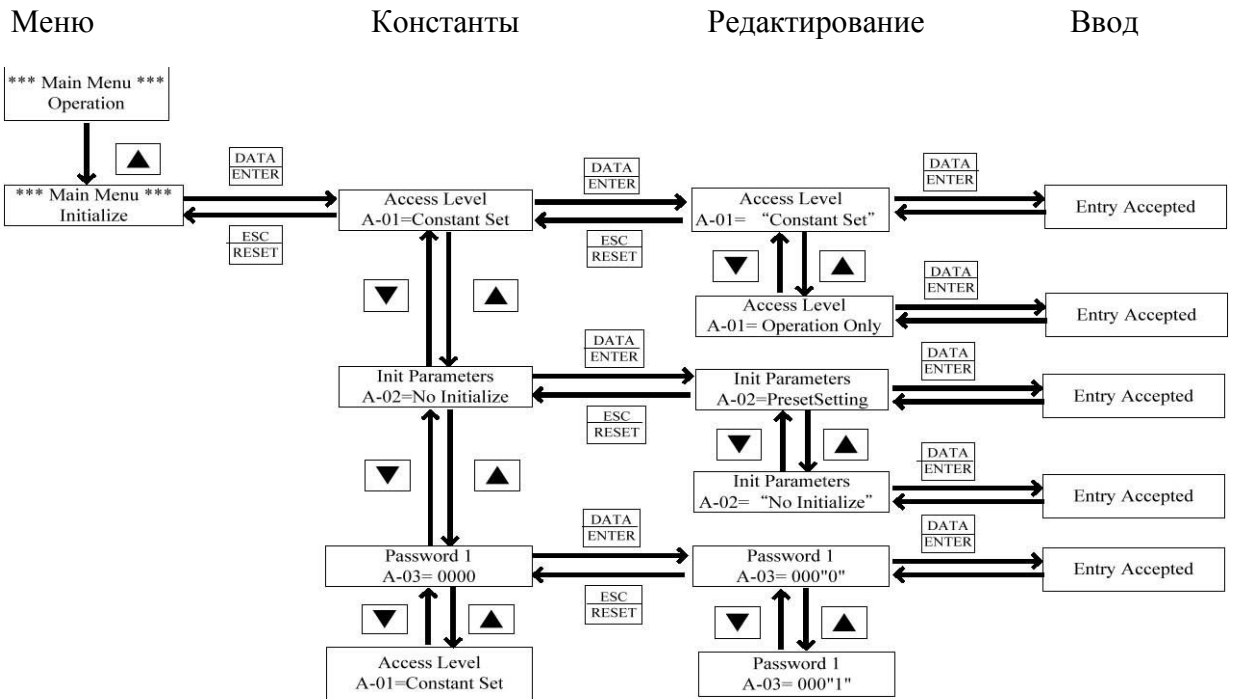 Меню Константы Редактирование Ввод
*** Main Menu ***
Operation
▲
*** Main Menu ***
Initialize
DATA
ENTER
ESC
RESET
Access Level
A-01=Constant Set
DATA
ENTER
ESC
RESET
Access Level
A-01= “Constant Set”
DATA
ENTER
Entry Accepted
▼ ▲
▼ ▲
Access Level
A-01= Operation Only
DATA
ENTER
Entry Accepted
Init Parameters
A-02=No Initialize
DATA
ENTER
ESC
RESET
Init Parameters
A-02=PresetSetting
DATA
ENTER
Entry Accepted
▼ ▲
▼ ▲
Init Parameters
A-02= “No Initialize”
DATA
ENTER
Entry Accepted
Password 1
A-03= 0000
DATA
ENTER
ESC
RESET
Password 1
A-03= 000"0"
DATA
ENTER
Entry Accepted
▼ ▲
▼ ▲
Access Level
A-01=Constant Set
Password 1
A-03= 000"1"